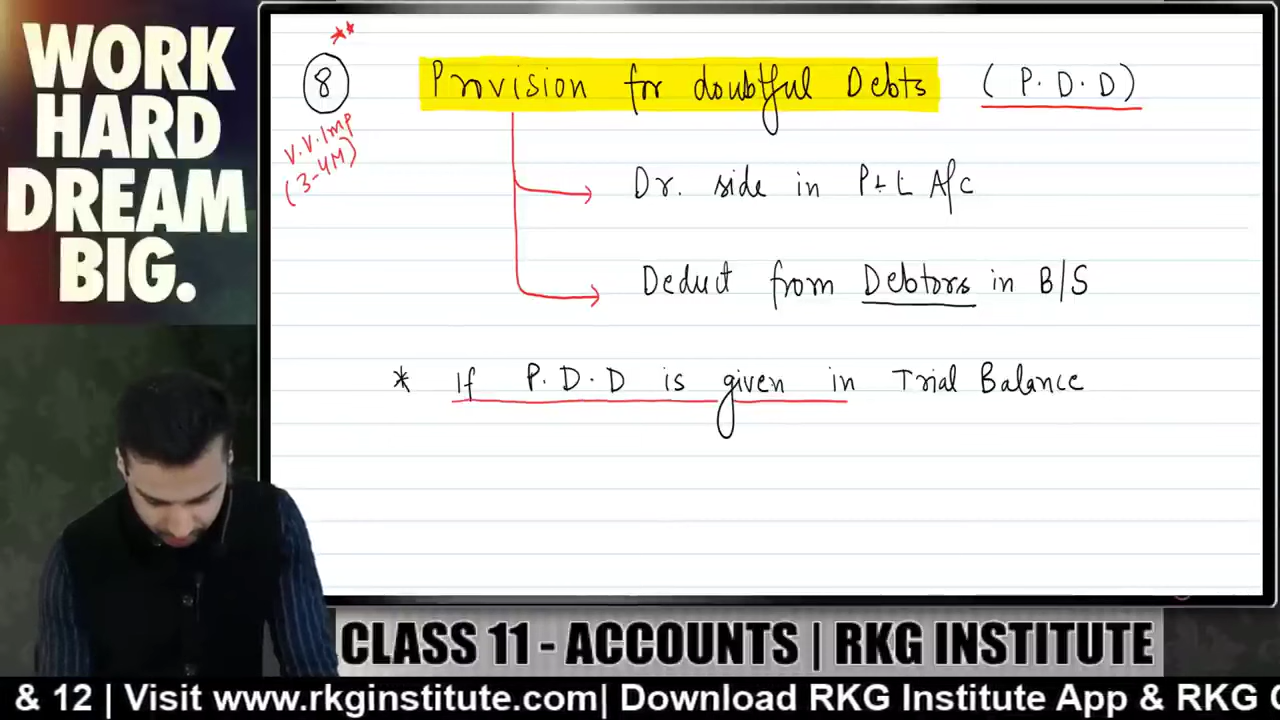 WORK
HARD
DREAM
BIG.
**
8
V.V.Imp
(3-4M)
Provision for doubtful Debts (P.D.D)
Dr. side in P+L A/c
Deduct from Debtors in B/S
* If P.D.D is given in Trial Balance
CLASS 11 - ACCOUNTS | RKG INSTITUTE
& 12 | Visit www.rkginstitute.com| Download RKG Institute App & RKG